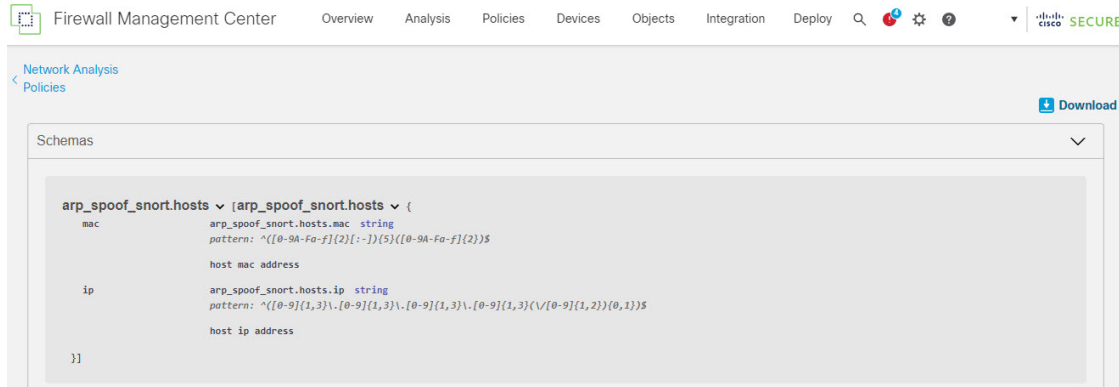 Firewall Management Center Overview Analysis Policies Devices Objects Integration Deploy 4 ? cisco SECURE
Network Analysis
Policies
Download
Schemas
arp_spoof_snort.hosts [arp_spoof_snort.hosts {
mac arp_spoof_snort.hosts.mac string
pattern: ^([0-9A-Fa-f]{2}[:-]){5}([0-9A-Fa-f]{2})$
host mac address
ip arp_spoof_snort.hosts.ip string
pattern: ^([0-9]{1,3}\.[0-9]{1,3}\.[0-9]{1,3}\.[0-9]{1,3}(\/[0-9]{1,2}){0,1})$
host ip address
}]